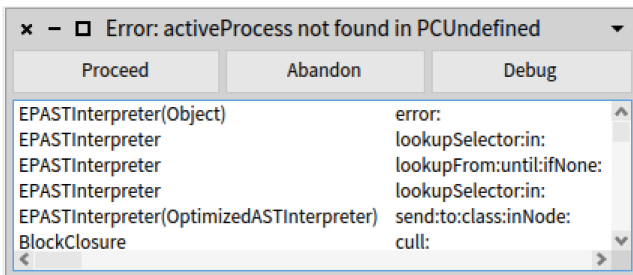 Error: activeProcess not found in PCUndefined
Proceed Abandon Debug
EPASTInterpreter(Object) error:
EPASTInterpreter lookupSelector:in:
EPASTInterpreter lookupFrom:until:ifNone:
EPASTInterpreter lookupSelector:in:
EPASTInterpreter(OptimizedASTInterpreter) send:to:class:inNode:
BlockClosure cull: